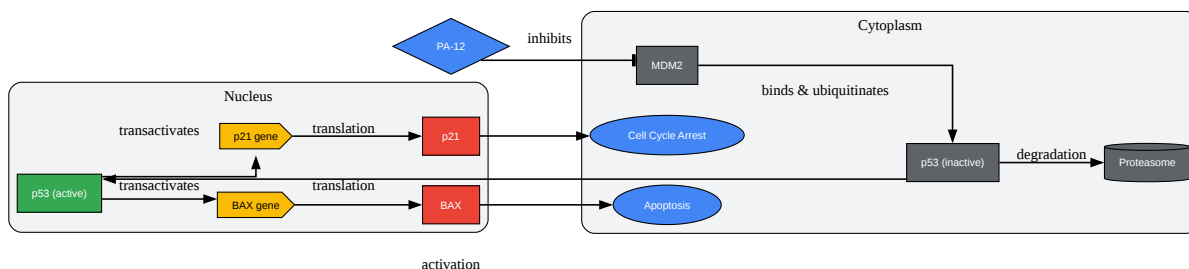 Cytoplasm
inhibits
PA-12
MDM2
binds & ubiquitinates
Nucleus
transactivates
p21 gene
translation
p21
Cell Cycle Arrest
p53 (inactive)
degradation
Proteasome
p53 (active)
transactivates
BAX gene
translation
BAX
Apoptosis
activation